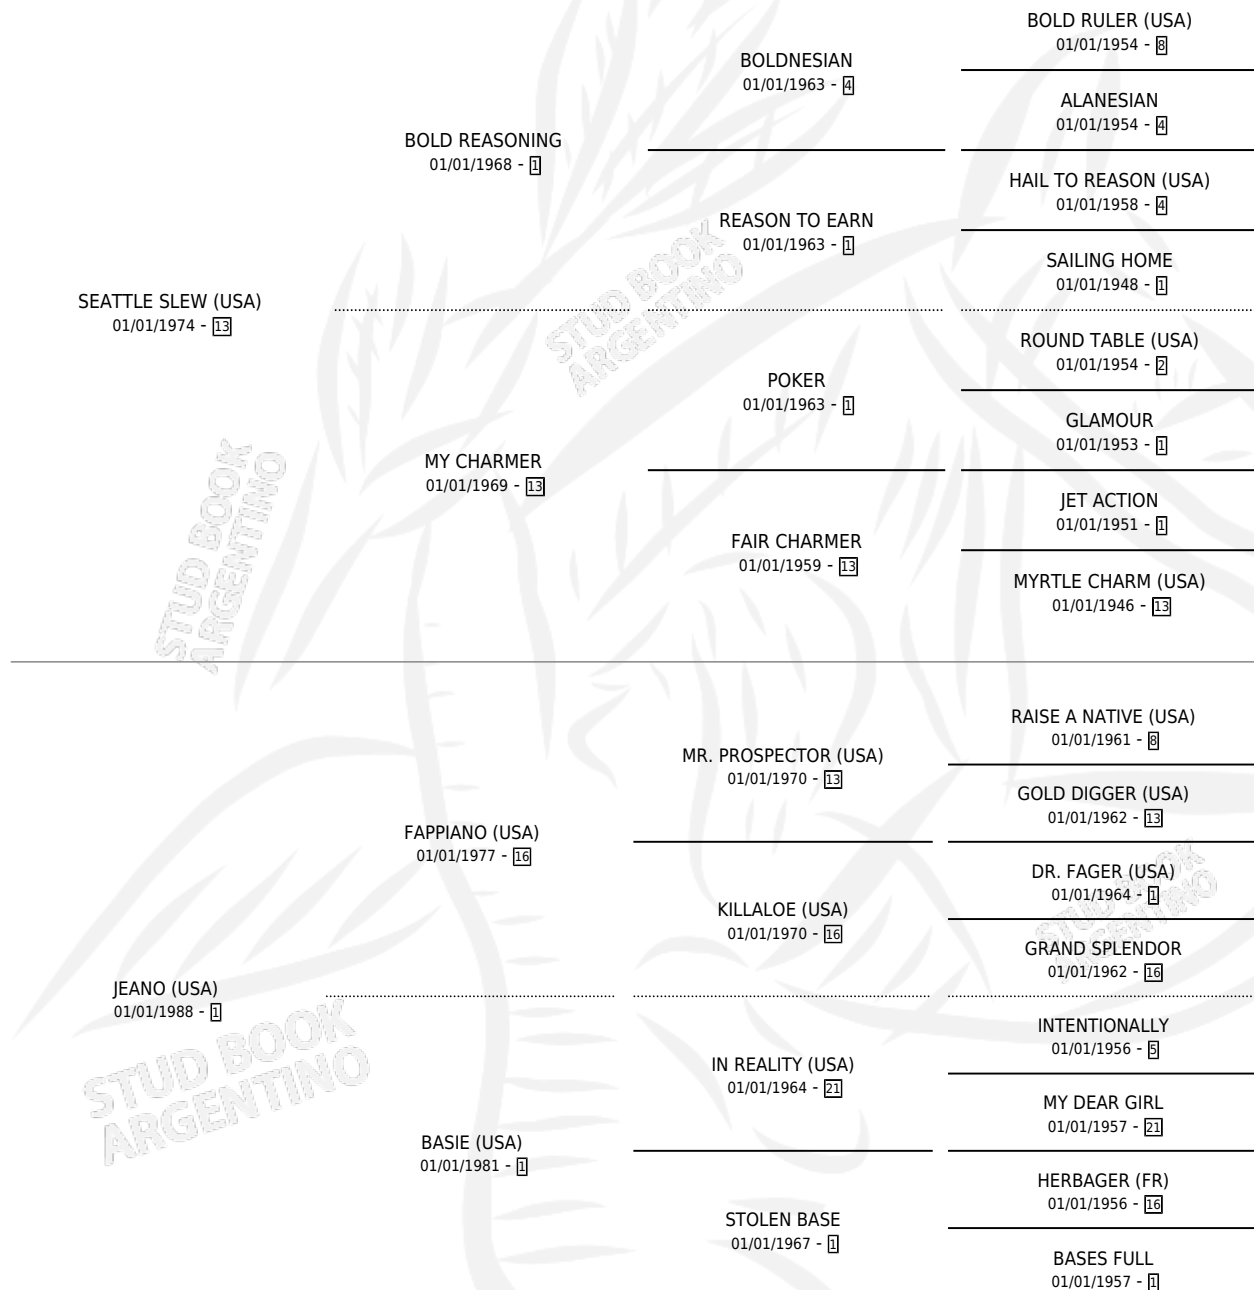 BOLD RULER (USA)
01/01/1954 - 8
BOLDNESIAN
01/01/1963 - 4
ALANESIAN
01/01/1954 - 4
BOLD REASONING
01/01/1968 - 1
HAIL TO REASON (USA)
01/01/1958 - 4
REASON TO EARN
01/01/1963 - 1
SAILING HOME
01/01/1948 - 1
SEATTLE SLEW (USA)
01/01/1974 - 13
STUD BOOK
ARGENTINO
ROUND TABLE (USA)
01/01/1954 - 2
POKER
01/01/1963 - 1
GLAMOUR
01/01/1953 - 1
MY CHARMER
01/01/1969 - 13
JET ACTION
01/01/1951 - 1
FAIR CHARMER
01/01/1959 - 13
MYRTLE CHARM (USA)
01/01/1946 - 13
STUD BOOK
ARGENTINO
RAISE A NATIVE (USA)
01/01/1961 - 8
MR. PROSPECTOR (USA)
01/01/1970 - 13
GOLD DIGGER (USA)
01/01/1962 - 13
FAPPIANO (USA)
01/01/1977 - 16
DR. FAGER (USA)
01/01/1964 - 1
KILLALOE (USA)
01/01/1970 - 16
STUD BOOK
ARGENTINO
GRAND SPLENDOR
01/01/1962 - 16
JEANO (USA)
01/01/1988 - 1
STUD BOOK
ARGENTINO
INTENTIONALLY
01/01/1956 - 5
IN REALITY (USA)
01/01/1964 - 21
MY DEAR GIRL
01/01/1957 - 21
BASIE (USA)
01/01/1981 - 1
HERBAGER (FR)
01/01/1956 - 16
STOLEN BASE
01/01/1967 - 1
BASES FULL
01/01/1957 - 1